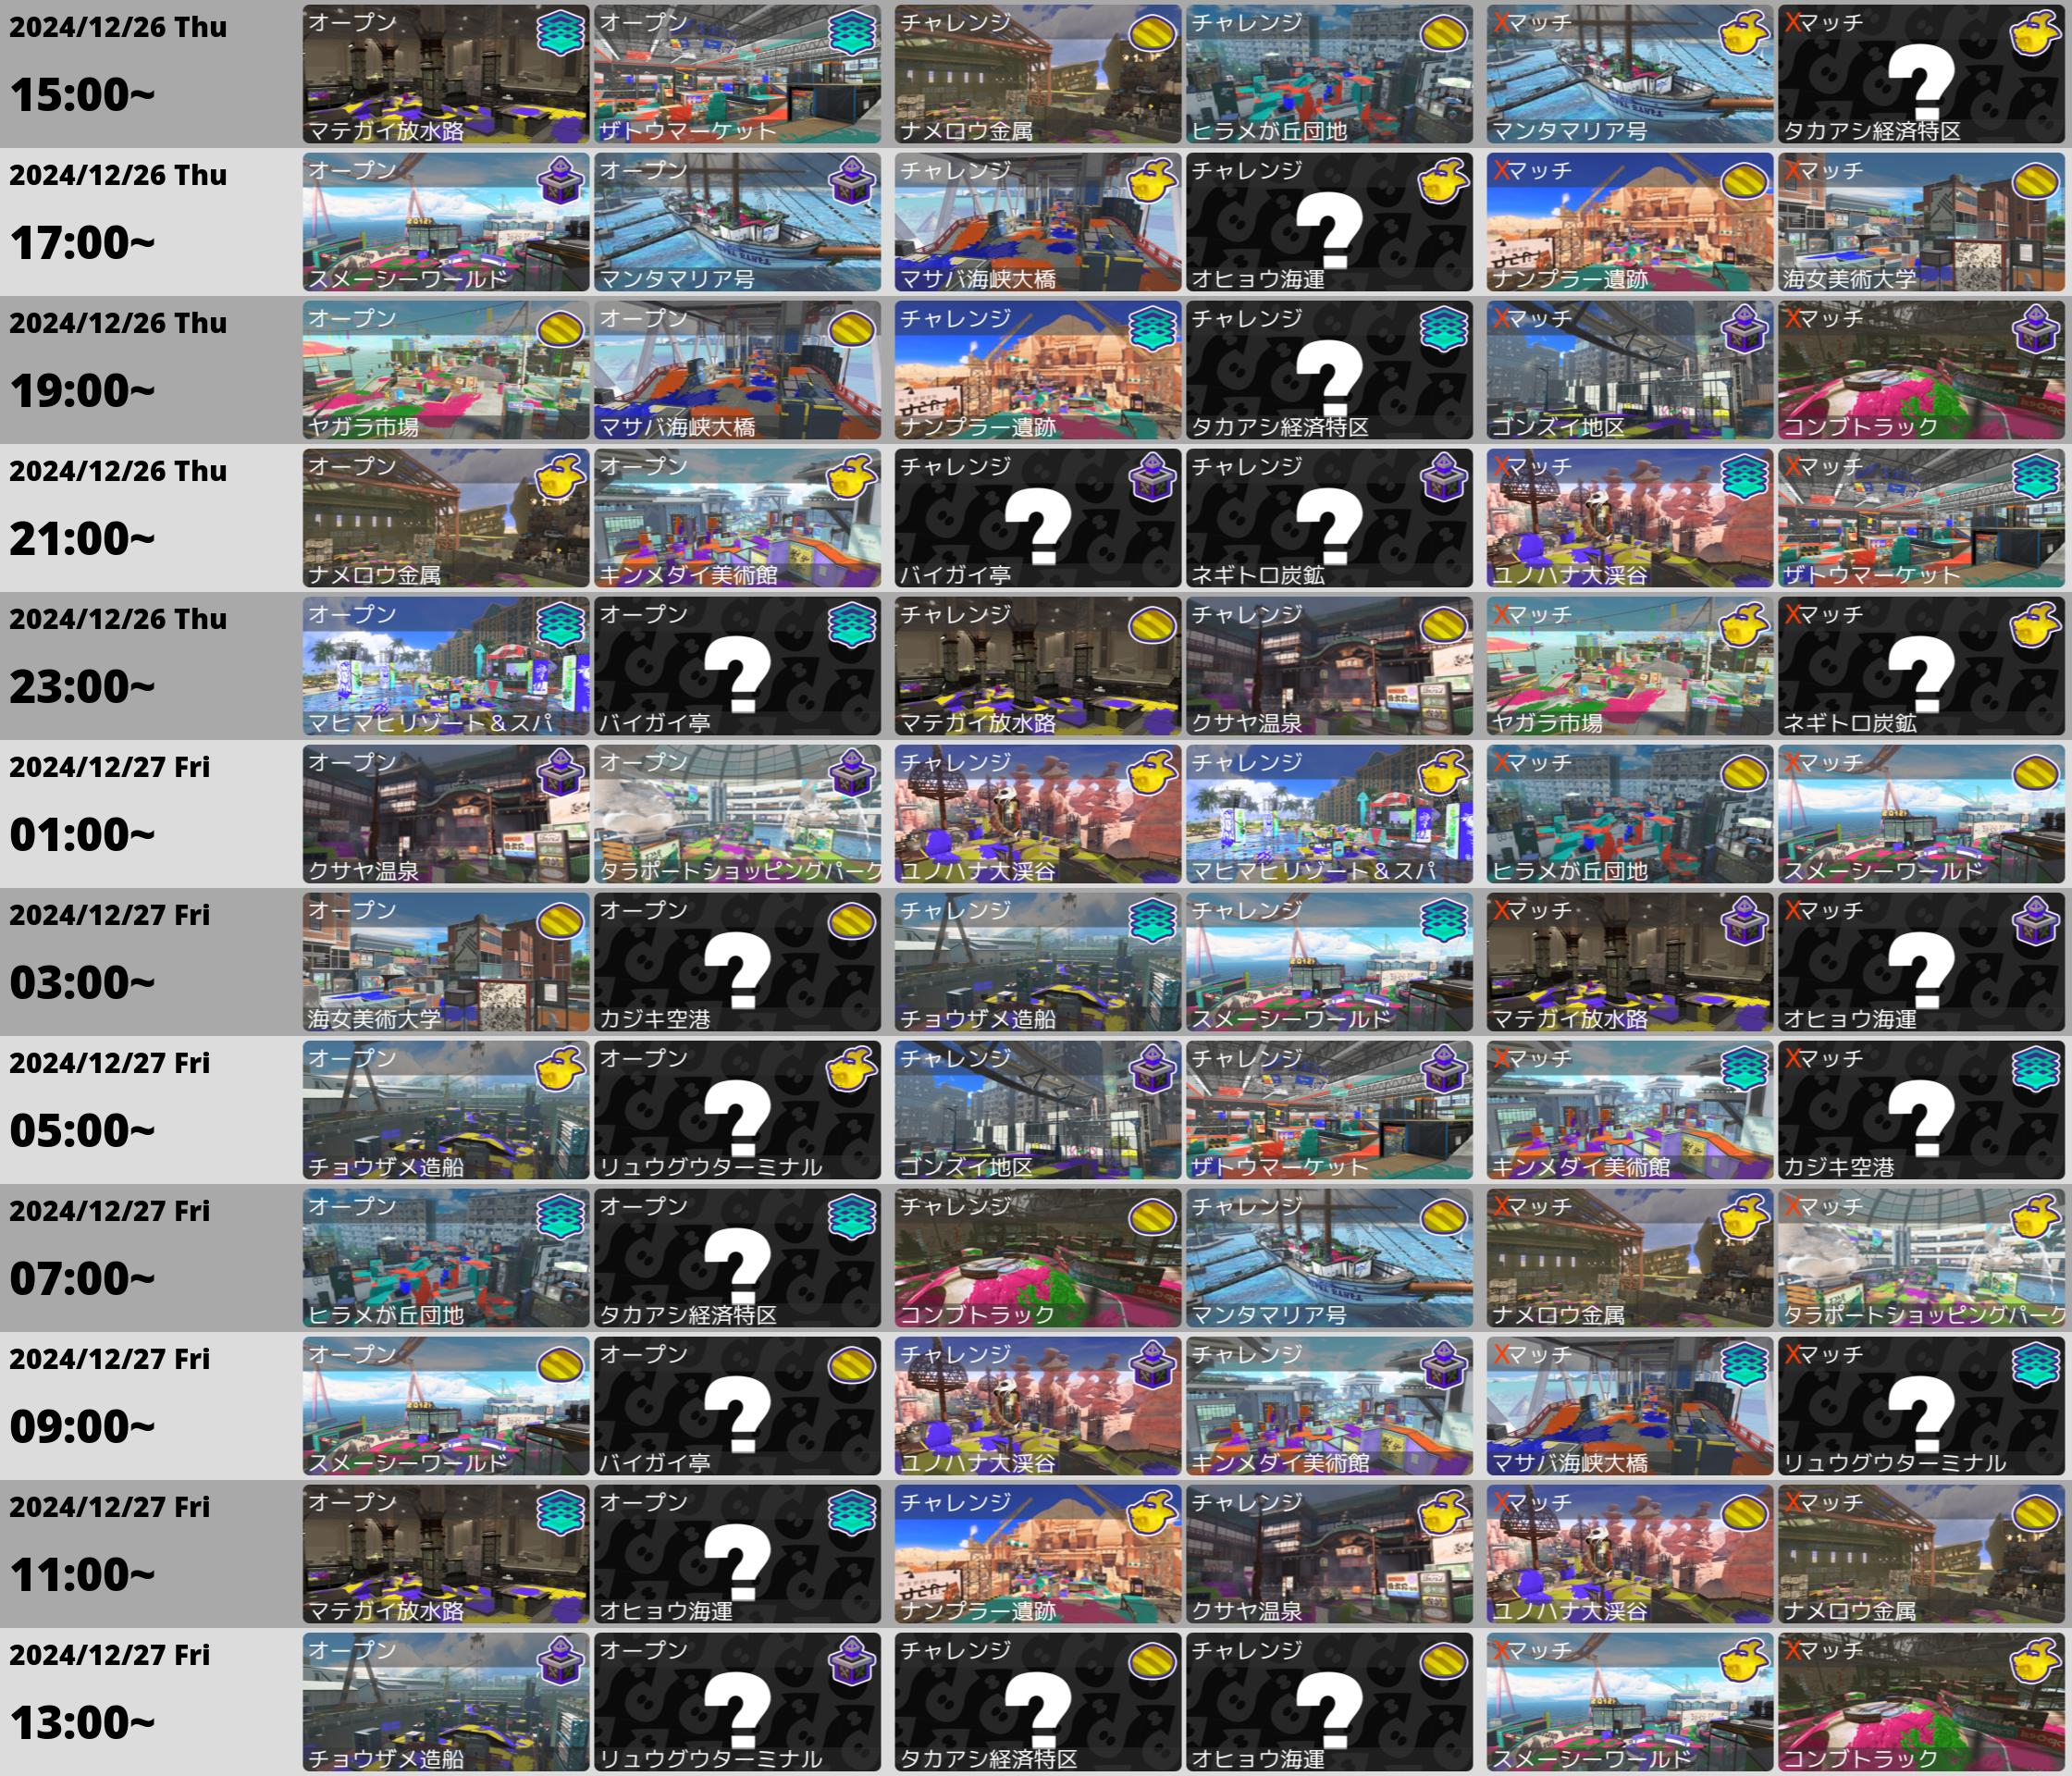 2024/12/26 Thu
15:00~
オープン
マテガイ放水路
オープン
ザトウマーケット
チャレンジ
ナメロウ金属
チャレンジ
ヒラメが丘団地
Xマッチ
マンタマリア号
Xマッチ
?
タカアシ経済特区
2024/12/26 Thu
17:00~
オープン
スメーシーワールド
オープン
マンタマリア号
チャレンジ
マサバ海峡大橋
チャレンジ
?
オヒョウ海運
Xマッチ
ナンプラー遺跡
Xマッチ
海女美術大学
2024/12/26 Thu
19:00~
オープン
ヤガラ市場
オープン
マサバ海峡大橋
チャレンジ
ナンプラー遺跡
チャレンジ
?
タカアシ経済特区
Xマッチ
ゴンズイ地区
Xマッチ
コンブトラック
2024/12/26 Thu
21:00~
オープン
ナメロウ金属
オープン
キンメダイ美術館
チャレンジ
?
バイガイ亭
チャレンジ
?
ネギトロ炭鉱
Xマッチ
ユノハナ大渓谷
Xマッチ
ザトウマーケット
2024/12/26 Thu
23:00~
オープン
マヒマヒリゾート＆スパ
オープン
?
バイガイ亭
チャレンジ
マテガイ放水路
チャレンジ
クサヤ温泉
Xマッチ
ヤガラ市場
Xマッチ
?
ネギトロ炭鉱
2024/12/27 Fri
01:00~
オープン
クサヤ温泉
オープン
タラポートショッピングパーク
チャレンジ
ユノハナ大渓谷
チャレンジ
マヒマヒリゾート＆スパ
Xマッチ
ヒラメが丘団地
Xマッチ
スメーシーワールド
2024/12/27 Fri
03:00~
オープン
海女美術大学
オープン
?
カジキ空港
チャレンジ
チョウザメ造船
チャレンジ
スメーシーワールド
Xマッチ
マテガイ放水路
Xマッチ
?
オヒョウ海運
2024/12/27 Fri
05:00~
オープン
チョウザメ造船
オープン
?
リュウグウターミナル
チャレンジ
ゴンズイ地区
チャレンジ
ザトウマーケット
Xマッチ
キンメダイ美術館
Xマッチ
?
カジキ空港
2024/12/27 Fri
07:00~
オープン
ヒラメが丘団地
オープン
?
タカアシ経済特区
チャレンジ
コンブトラック
チャレンジ
マンタマリア号
Xマッチ
ナメロウ金属
Xマッチ
タラポートショッピングパーク
2024/12/27 Fri
09:00~
オープン
スメーシーワールド
オープン
?
バイガイ亭
チャレンジ
ユノハナ大渓谷
チャレンジ
キンメダイ美術館
Xマッチ
マサバ海峡大橋
Xマッチ
?
リュウグウターミナル
2024/12/27 Fri
11:00~
オープン
マテガイ放水路
オープン
?
オヒョウ海運
チャレンジ
ナンプラー遺跡
チャレンジ
クサヤ温泉
Xマッチ
ユノハナ大渓谷
Xマッチ
ナメロウ金属
2024/12/27 Fri
13:00~
オープン
チョウザメ造船
オープン
?
リュウグウターミナル
チャレンジ
?
タカアシ経済特区
チャレンジ
?
オヒョウ海運
Xマッチ
スメーシーワールド
Xマッチ
コンブトラック